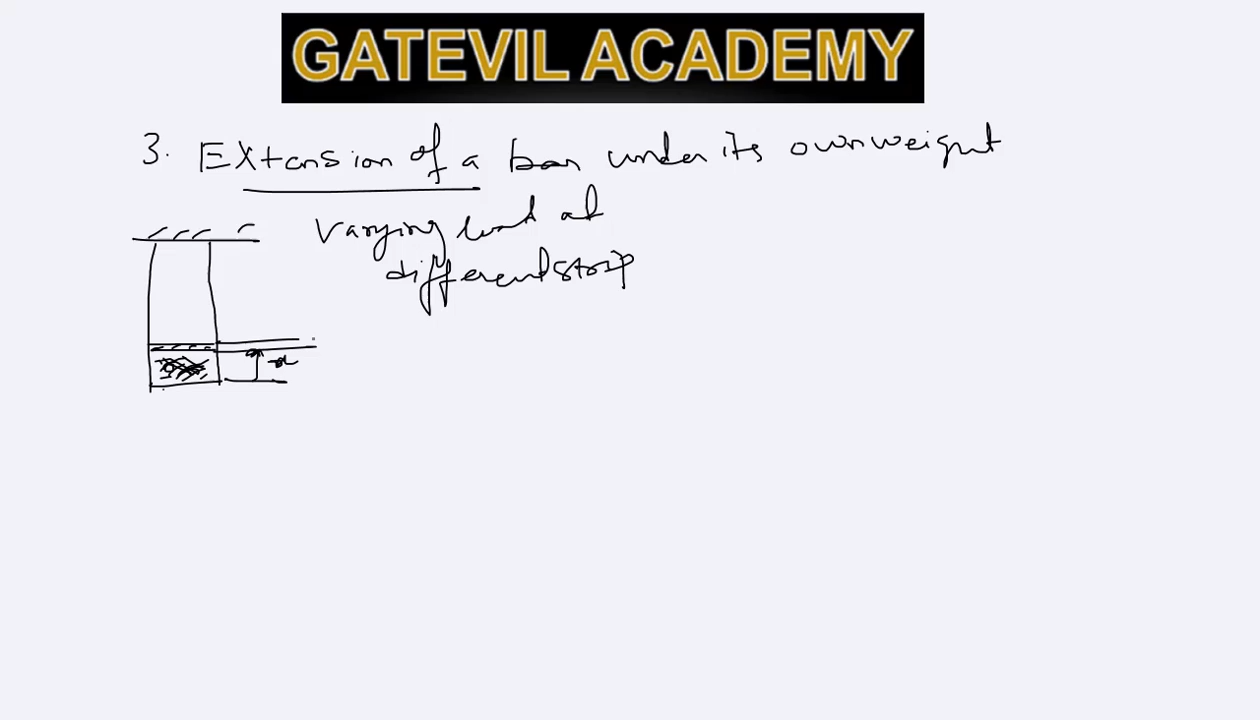 GATEVIL ACADEMY
3. Extension of a bar under its own weight
Varying load at
different strip
x